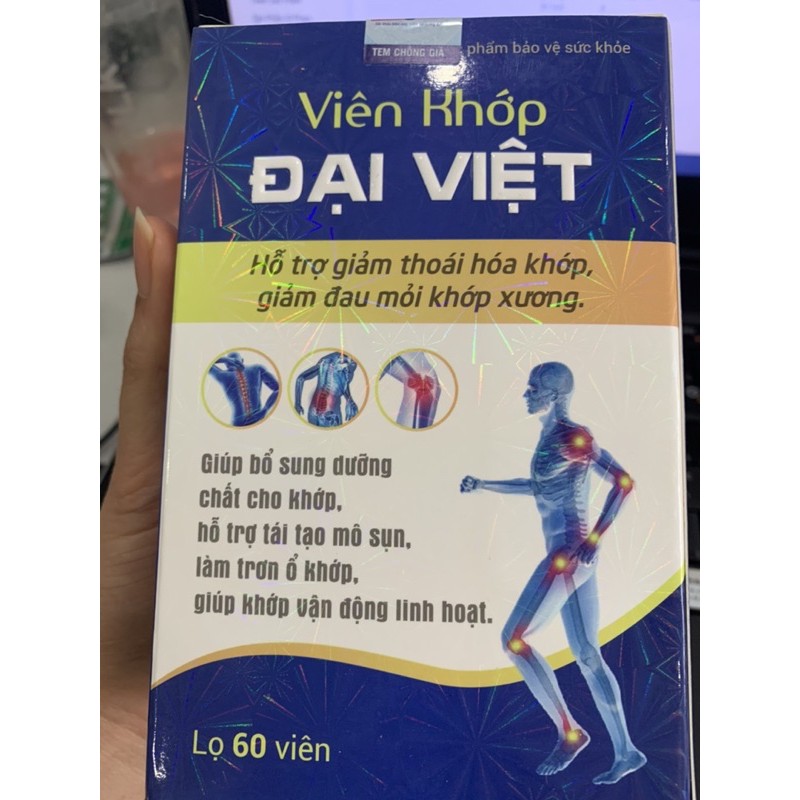 TEM CHỐNG GIẢ
phẩm bảo vệ sức khỏe
Viên Khớp
ĐẠI VIỆT
Hỗ trợ giảm thoái hóa khớp,
giảm đau mỏi khớp xương.
Giúp bổ sung dưỡng
chất cho khớp,
hỗ trợ tái tạo mô sụn,
làm trơn ổ khớp,
giúp khớp vận động linh hoạt.
Lọ 60 viên